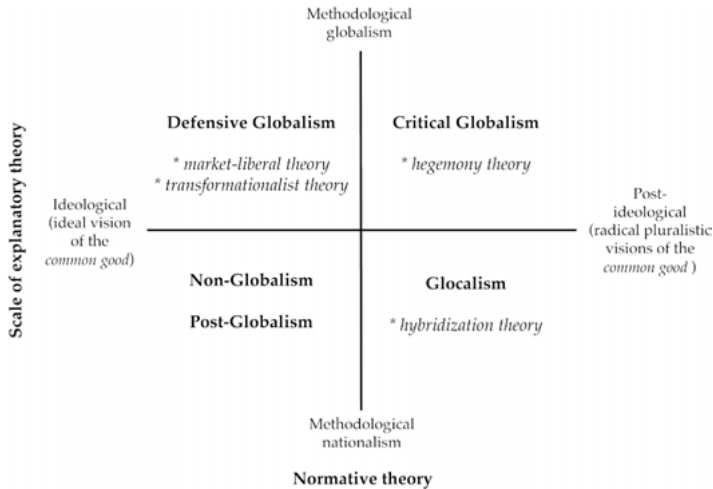 Methodological
globalism
Defensive Globalism
Critical Globalism
* market-liberal theory
* transformationalist theory
* hegemony theory
Scale of explanatory theory
Ideological
(ideal vision
of the
common good)
Post-
ideological
(radical pluralistic
visions of the
common good )
Non-Globalism
Post-Globalism
Glocalism
* hybridization theory
Methodological
nationalism
Normative theory